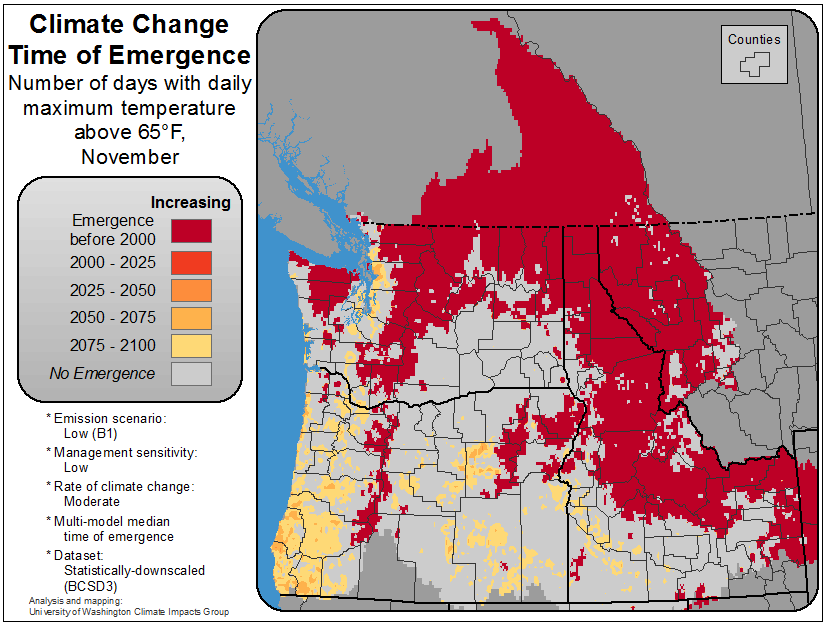 Climate Change
Time of Emergence
Number of days with daily
maximum temperature
above 65°F,
November
Increasing
Emergence
before 2000
2000 - 2025
2025 - 2050
2050 - 2075
2075 - 2100
No Emergence
* Emission scenario:
Low (B1)
* Management sensitivity:
Low
* Rate of climate change:
Moderate
* Multi-model median
time of emergence
* Dataset:
Statistically-downscaled
(BCSD3)
Analysis and mapping:
University of Washington Climate Impacts Group
Counties